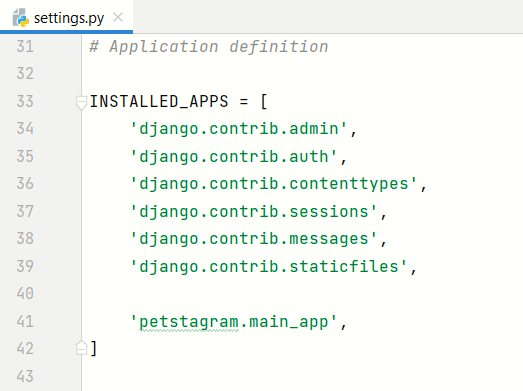 settings.py
31 # Application definition
32
33 INSTALLED_APPS = [
34     'django.contrib.admin',
35     'django.contrib.auth',
36     'django.contrib.contenttypes',
37     'django.contrib.sessions',
38     'django.contrib.messages',
39     'django.contrib.staticfiles',
40
41     'petstagram.main_app',
42 ]
43